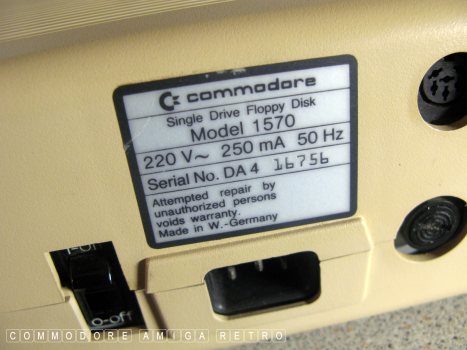 commodore
Single Drive Floppy Disk
Model 1570
220 V~ 250 mA 50 Hz
Serial No. DA 4 16756
Attempted repair by
unauthorized persons
voids warranty.
Made in W.-Germany
o-off
COMMODORE AMIGA RETRO